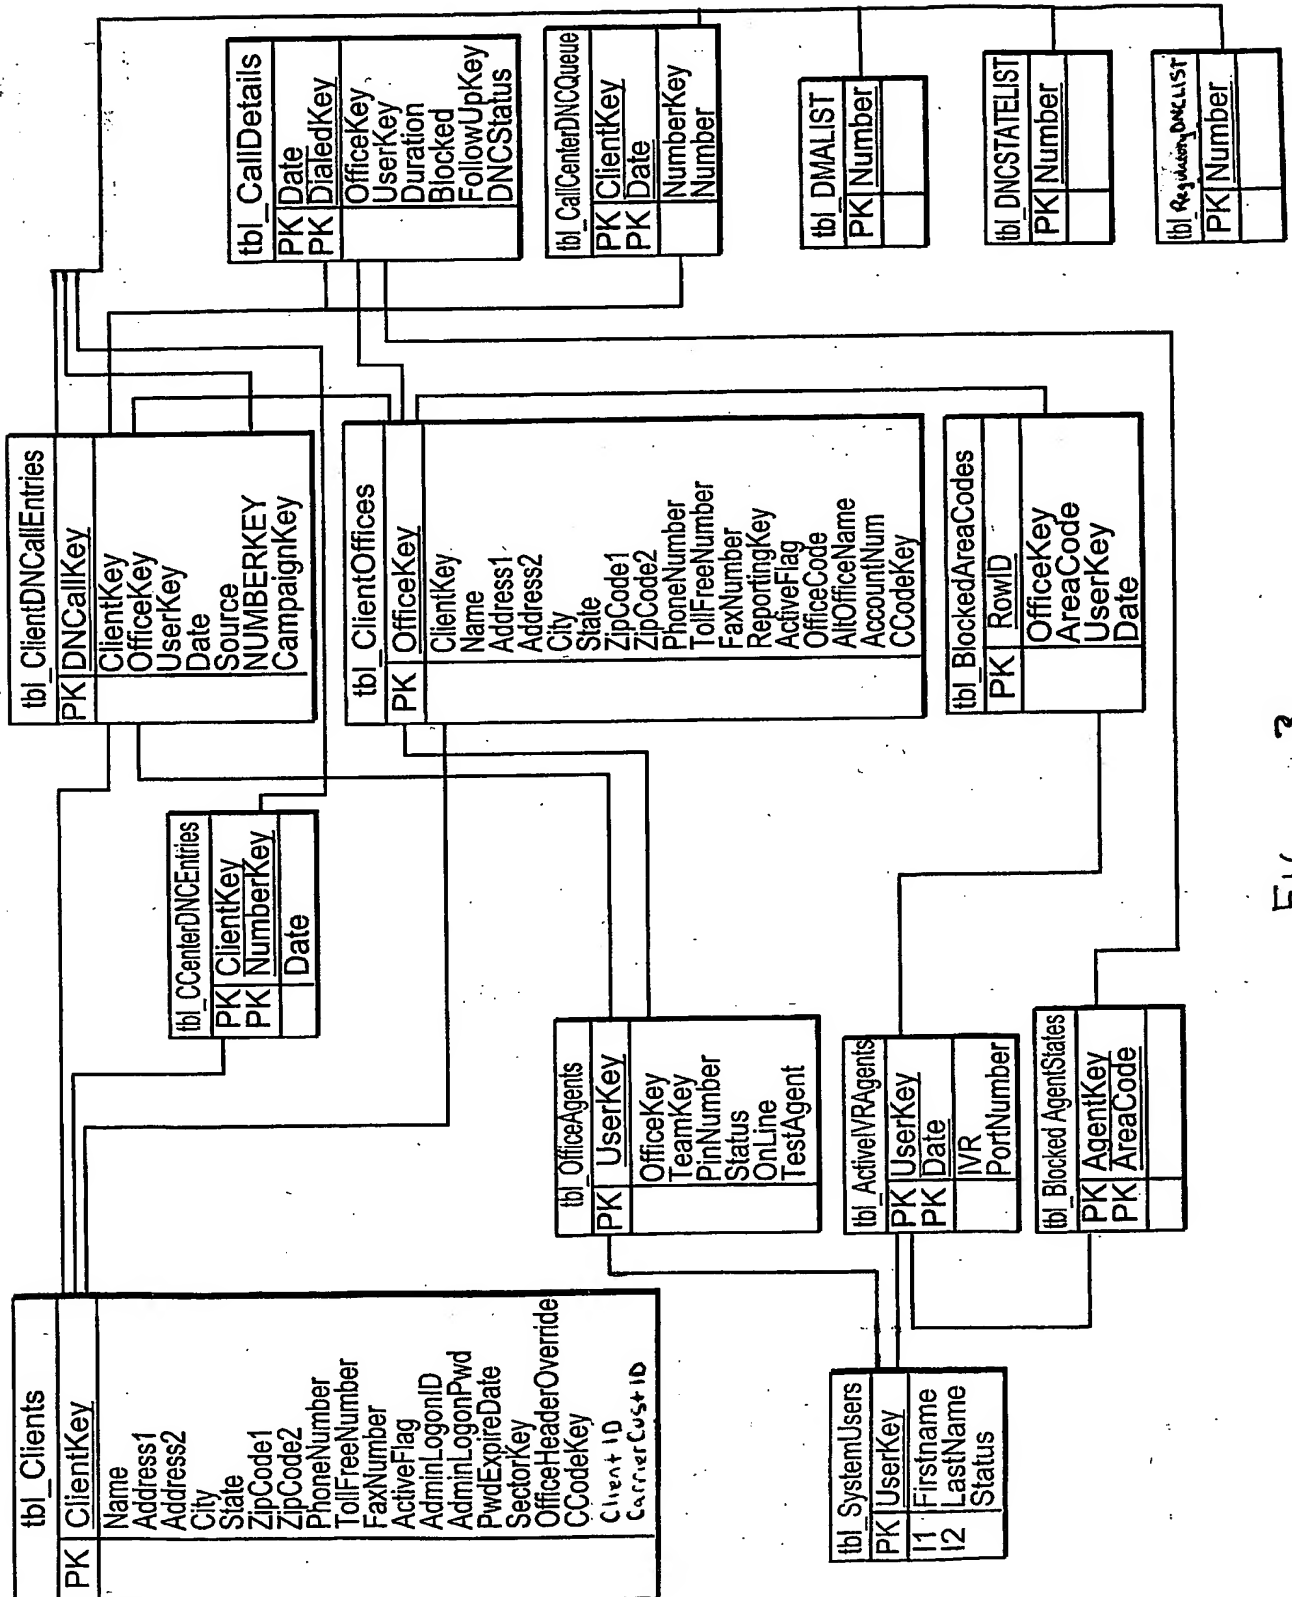 tbl_Clients
PK ClientKey
Name
Address1
Address2
City
State
ZipCode1
ZipCode2
PhoneNumber
TollFreeNumber
FaxNumber
ActiveFlag
AdminLogonID
AdminLogonPwd
PwdExpireDate
SectorKey
OfficeHeaderOverride
CCodeKey
Client ID
CarrierCustID
tbl_SystemUsers
PK UserKey
I1 Firstname
I2 LastName
Status
tbl_CCenterDNCEntries
PK ClientKey
PK NumberKey
Date
tbl_OfficeAgents
PK UserKey
OfficeKey
TeamKey
PinNumber
Status
OnLine
TestAgent
tbl_ActiveIVRAgents
PK UserKey
PK Date
IVR
PortNumber
tbl_Blocked AgentStates
PK AgentKey
PK AreaCode
tbl_ClientDNCallEntries
PK DNCallKey
ClientKey
OfficeKey
UserKey
Date
Source
NUMBERKEY
CampaignKey
tbl_ClientOffices
PK OfficeKey
ClientKey
Name
Address1
Address2
City
State
ZipCode1
ZipCode2
PhoneNumber
TollFreeNumber
FaxNumber
ReportingKey
ActiveFlag
OfficeCode
AltOfficeName
AccountNum
CCodeKey
tbl_BlockedAreaCodes
PK RowID
OfficeKey
AreaCode
UserKey
Date
tbl_CallDetails
PK Date
PK DialedKey
OfficeKey
UserKey
Duration
Blocked
FollowUpKey
DNCStatus
tbl_CallCenterDNCQueue
PK ClientKey
PK Date
NumberKey
Number
tbl_DMALIST
PK Number
tbl_DNCSTATELIST
PK Number
tbl_RegulatoryDNCLIST
PK Number